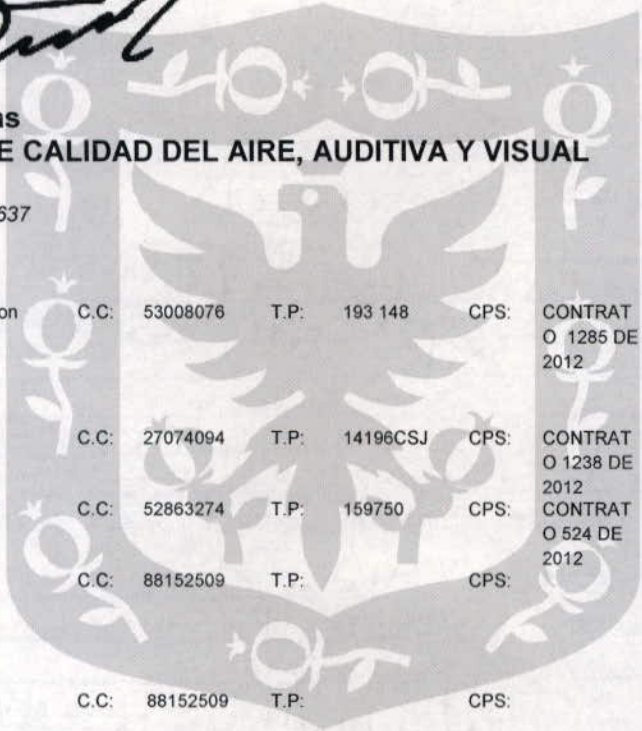 as
E CALIDAD DEL AIRE, AUDITIVA Y VISUAL
637
on C.C: 53008076 T.P: 193 148 CPS: CONTRAT
O 1285 DE
2012
C.C: 27074094 T.P: 14196CSJ CPS: CONTRAT
O 1238 DE
2012
C.C: 52863274 T.P: 159750 CPS: CONTRAT
O 524 DE
2012
C.C: 88152509 T.P: CPS:
C.C: 88152509 T.P: CPS: